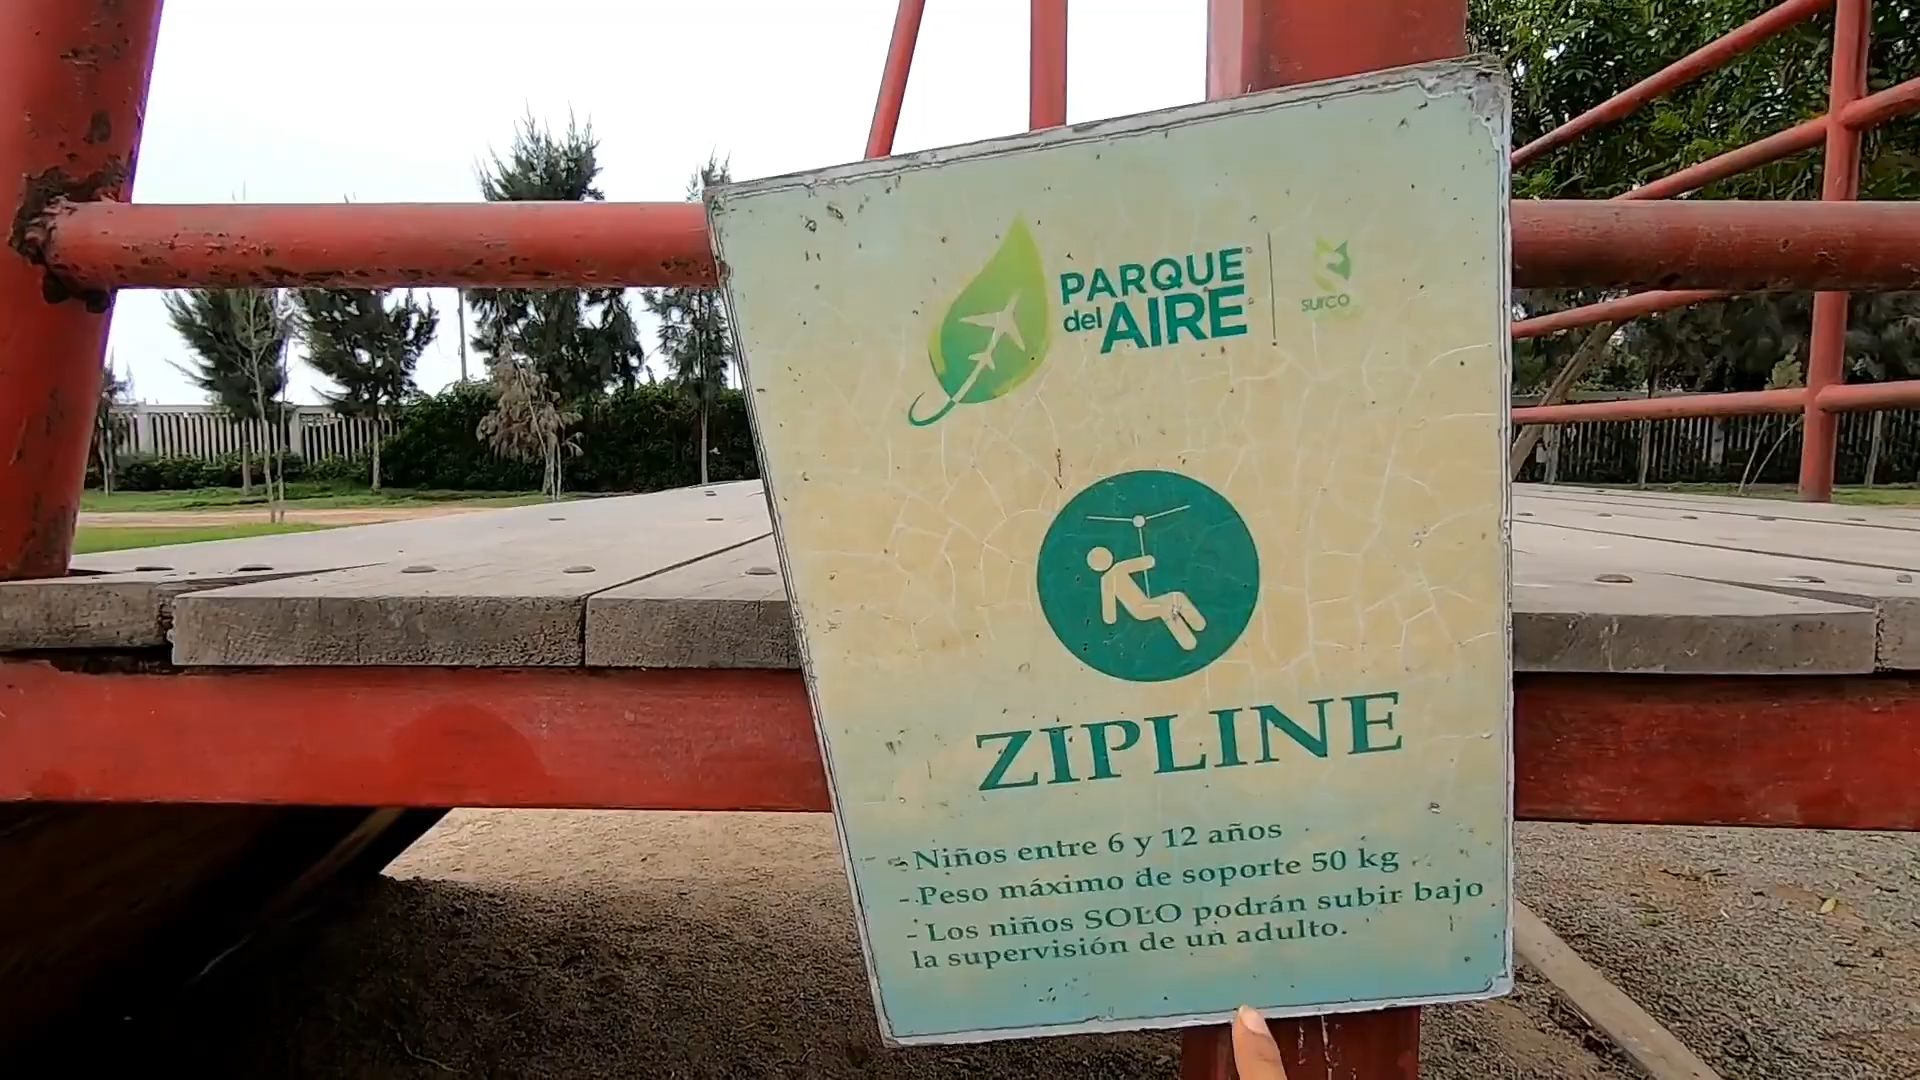 PARQUE
del AIRE
surco
ZIPLINE
- Niños entre 6 y 12 años
- Peso máximo de soporte 50 kg
- Los niños SOLO podrán subir bajo
la supervisión de un adulto.